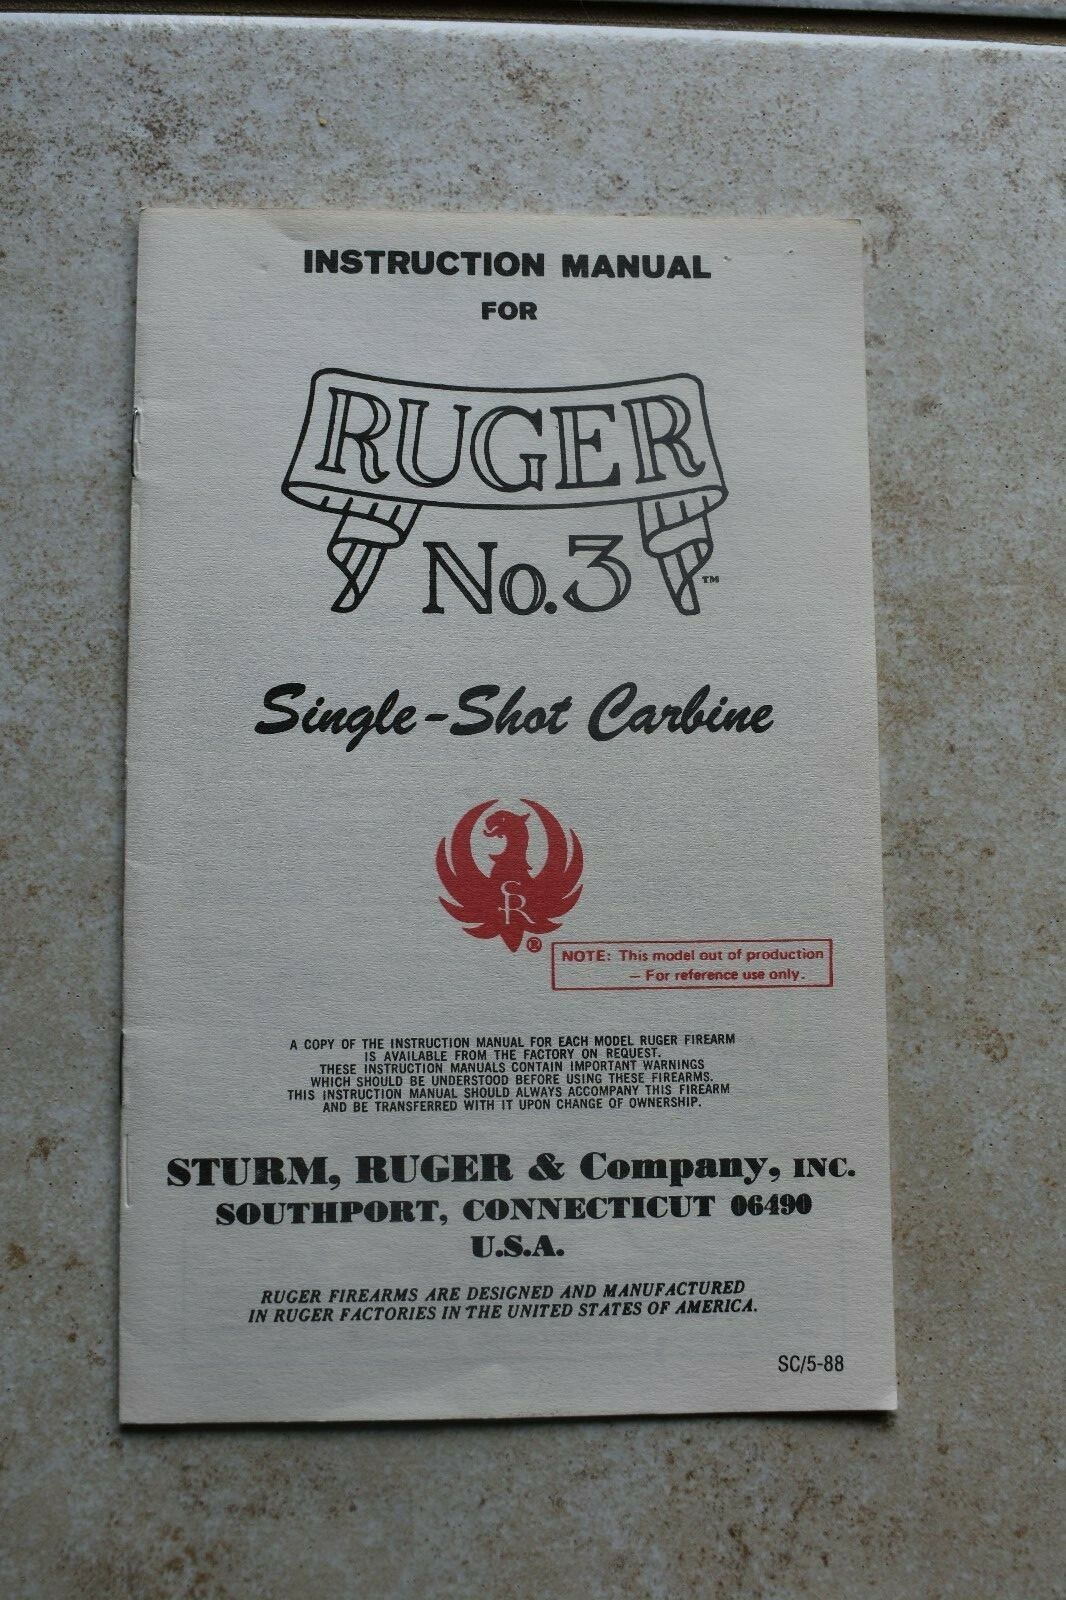 INSTRUCTION MANUAL
FOR
RUGER
No.3™
Single-Shot Carbine
SR
®
NOTE: This model out of production
— For reference use only.
A COPY OF THE INSTRUCTION MANUAL FOR EACH MODEL RUGER FIREARM
IS AVAILABLE FROM THE FACTORY ON REQUEST.
THESE INSTRUCTION MANUALS CONTAIN IMPORTANT WARNINGS
WHICH SHOULD BE UNDERSTOOD BEFORE USING THESE FIREARMS.
THIS INSTRUCTION MANUAL SHOULD ALWAYS ACCOMPANY THIS FIREARM
AND BE TRANSFERRED WITH IT UPON CHANGE OF OWNERSHIP.
STURM, RUGER & Company, INC.
SOUTHPORT, CONNECTICUT 06490
U.S.A.
RUGER FIREARMS ARE DESIGNED AND MANUFACTURED
IN RUGER FACTORIES IN THE UNITED STATES OF AMERICA.
SC/5-88